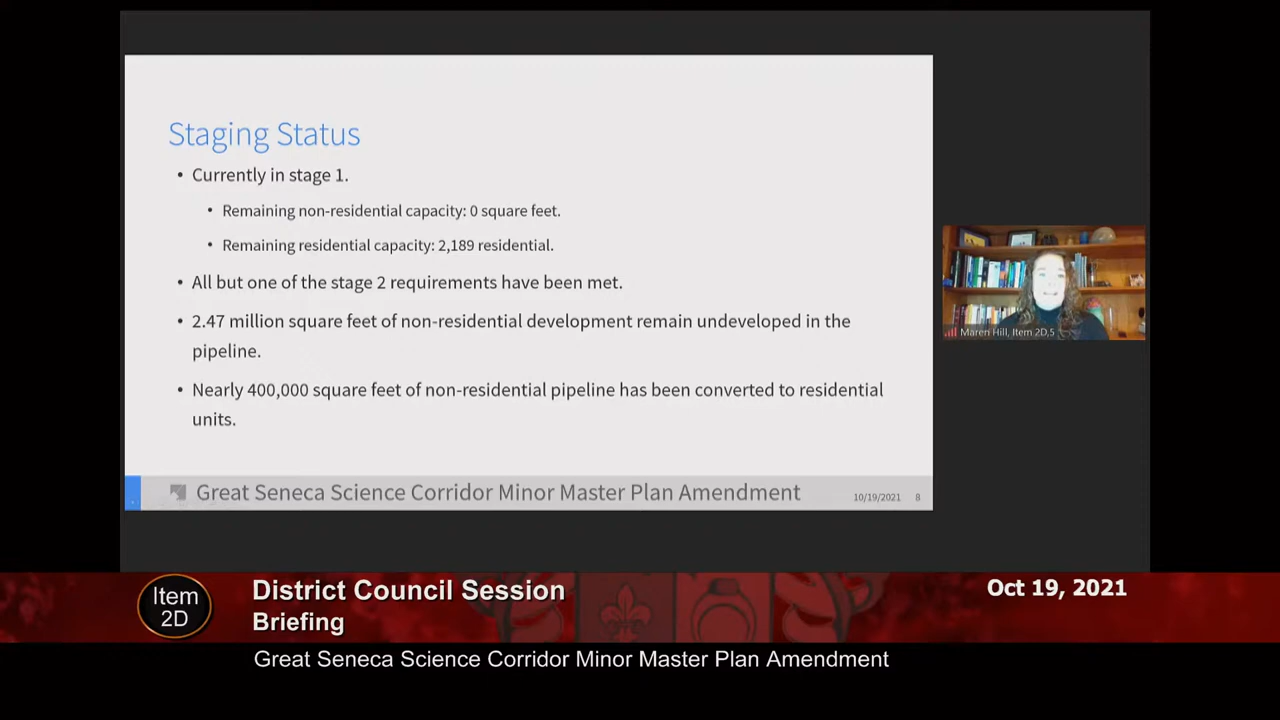 Staging Status
• Currently in stage 1.
• Remaining non-residential capacity: 0 square feet.
• Remaining residential capacity: 2,189 residential.
• All but one of the stage 2 requirements have been met.
• 2.47 million square feet of non-residential development remain undeveloped in the
pipeline.
• Nearly 400,000 square feet of non-residential pipeline has been converted to residential
units.
Great Seneca Science Corridor Minor Master Plan Amendment
10/19/2021 8
Maren Hill, Item 2D,5
Item
2D
District Council Session
Briefing
Oct 19, 2021
Great Seneca Science Corridor Minor Master Plan Amendment